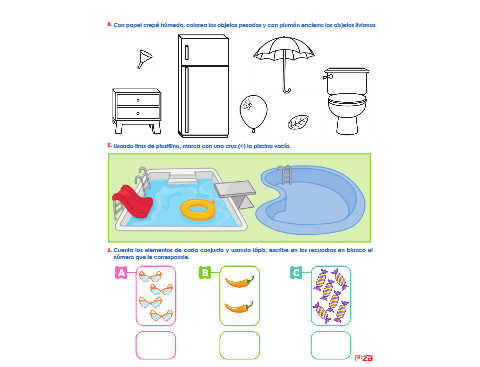 4. Con papel crepé húmedo, colorea los objetos pesados y con plumón encierra los objetos livianos
5. Usando tiras de plastilina, marca con una cruz (+) la piscina vacía.
6. Cuenta los elementos de cada conjunto y usando lápiz, escribe en los recuadros en blanco el
número que le corresponde.
A B C